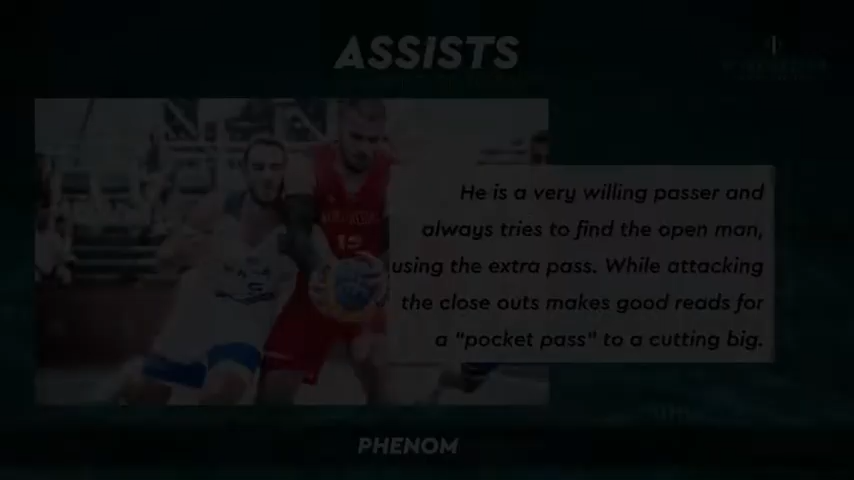 ASSISTS
He is a very willing passer and
always tries to find the open man,
using the extra pass. While attacking
the close outs makes good reads for
a "pocket pass" to a cutting big.
15
PHENOM